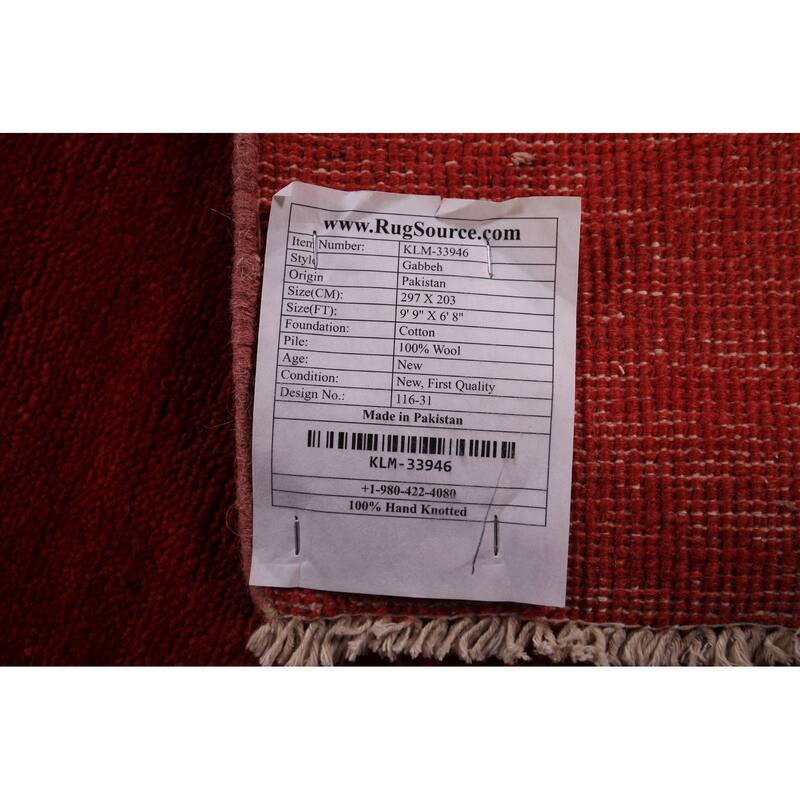 www.RugSource.com
Item Number: KLM-33946
Style Gabbeh
Origin Pakistan
Size(CM): 297 X 203
Size(FT): 9' 9" X 6' 8"
Foundation: Cotton
Pile: 100% Wool
Age: New
Condition: New, First Quality
Design No.: 116-31
Made in Pakistan
KLM-33946
+1-980-422-4080
100% Hand Knotted